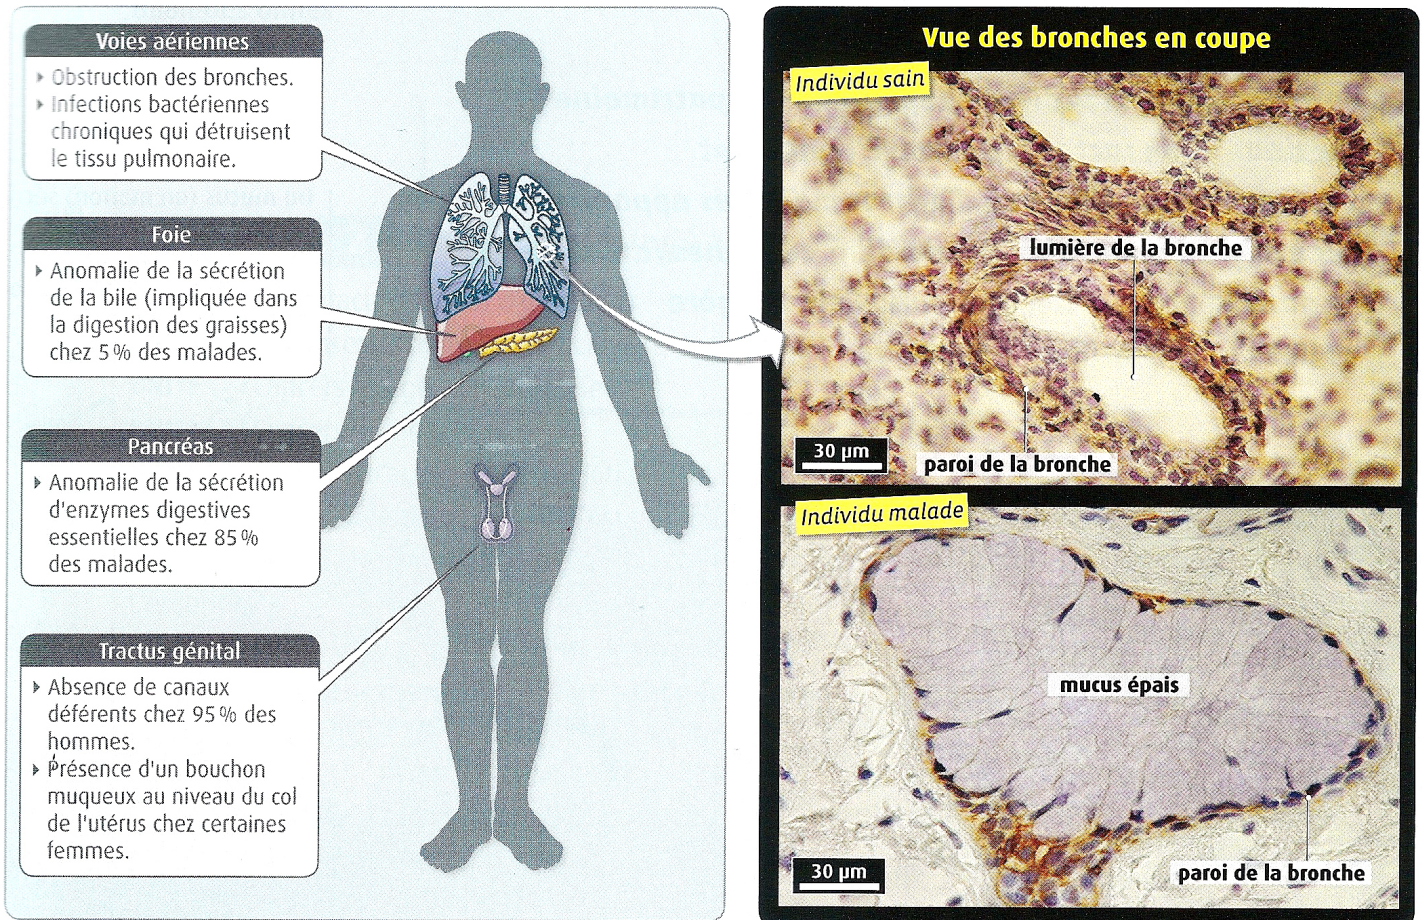 Voies aériennes
▸ Obstruction des bronches.
▸ Infections bactériennes
chroniques qui détruisent
le tissu pulmonaire.
Foie
▸ Anomalie de la sécrétion
de la bile (impliquée dans
la digestion des graisses)
chez 5 % des malades.
Pancréas
▸ Anomalie de la sécrétion
d'enzymes digestives
essentielles chez 85 %
des malades.
Tractus génital
▸ Absence de canaux
déférents chez 95 % des
hommes.
▸ Présence d'un bouchon
muqueux au niveau du col
de l'utérus chez certaines
femmes.
Vue des bronches en coupe
Individu sain
lumière de la bronche
30 µm
paroi de la bronche
Individu malade
mucus épais
30 µm
paroi de la bronche